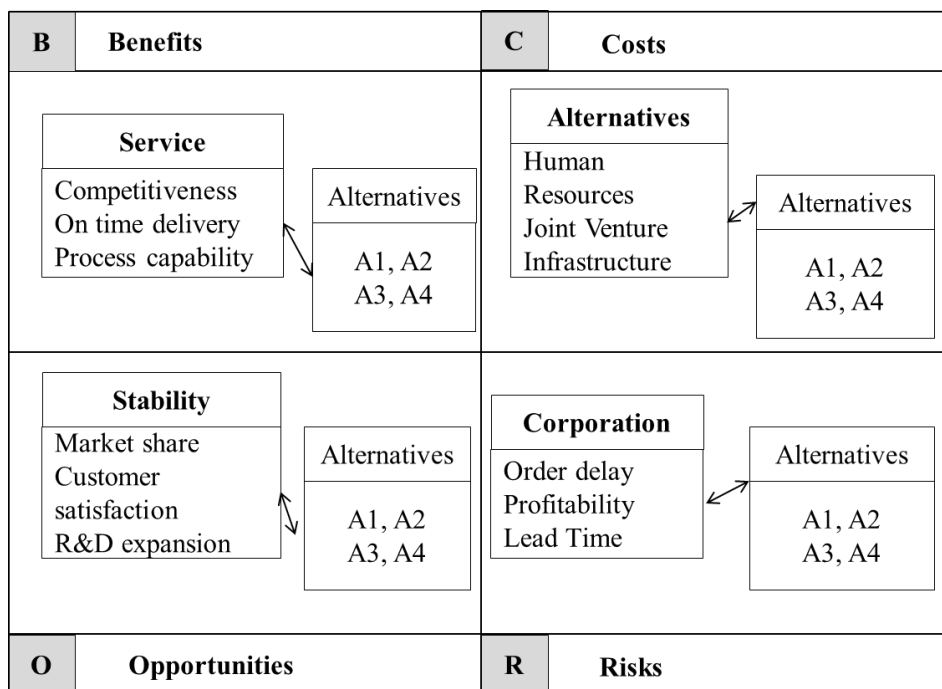 B
Benefits
C
Costs
Service
Competitiveness
On time delivery
Process capability
Alternatives
A1, A2
A3, A4
Alternatives
Human
Resources
Joint Venture
Infrastructure
Alternatives
A1, A2
A3, A4
Stability
Market share
Customer
satisfaction
R&D expansion
Alternatives
A1, A2
A3, A4
Corporation
Order delay
Profitability
Lead Time
Alternatives
A1, A2
A3, A4
O
Opportunities
R
Risks